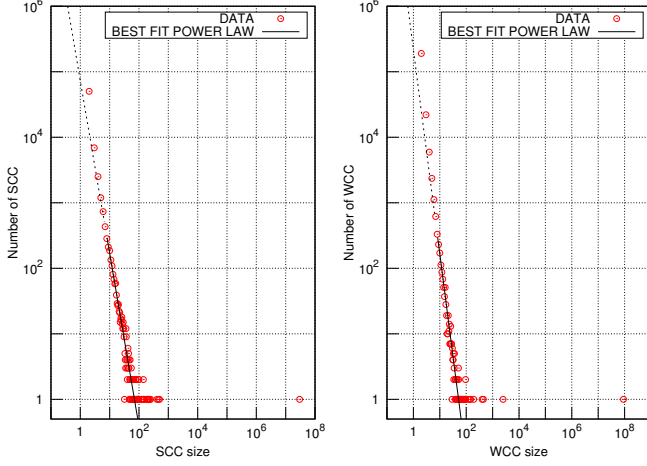 10^6
DATA
BEST FIT POWER LAW
10^4
10^2
1
Number of SCC
1 10^2 10^4 10^6 10^8
SCC size
10^6
DATA
BEST FIT POWER LAW
10^4
10^2
1
Number of WCC
1 10^2 10^4 10^6 10^8
WCC size